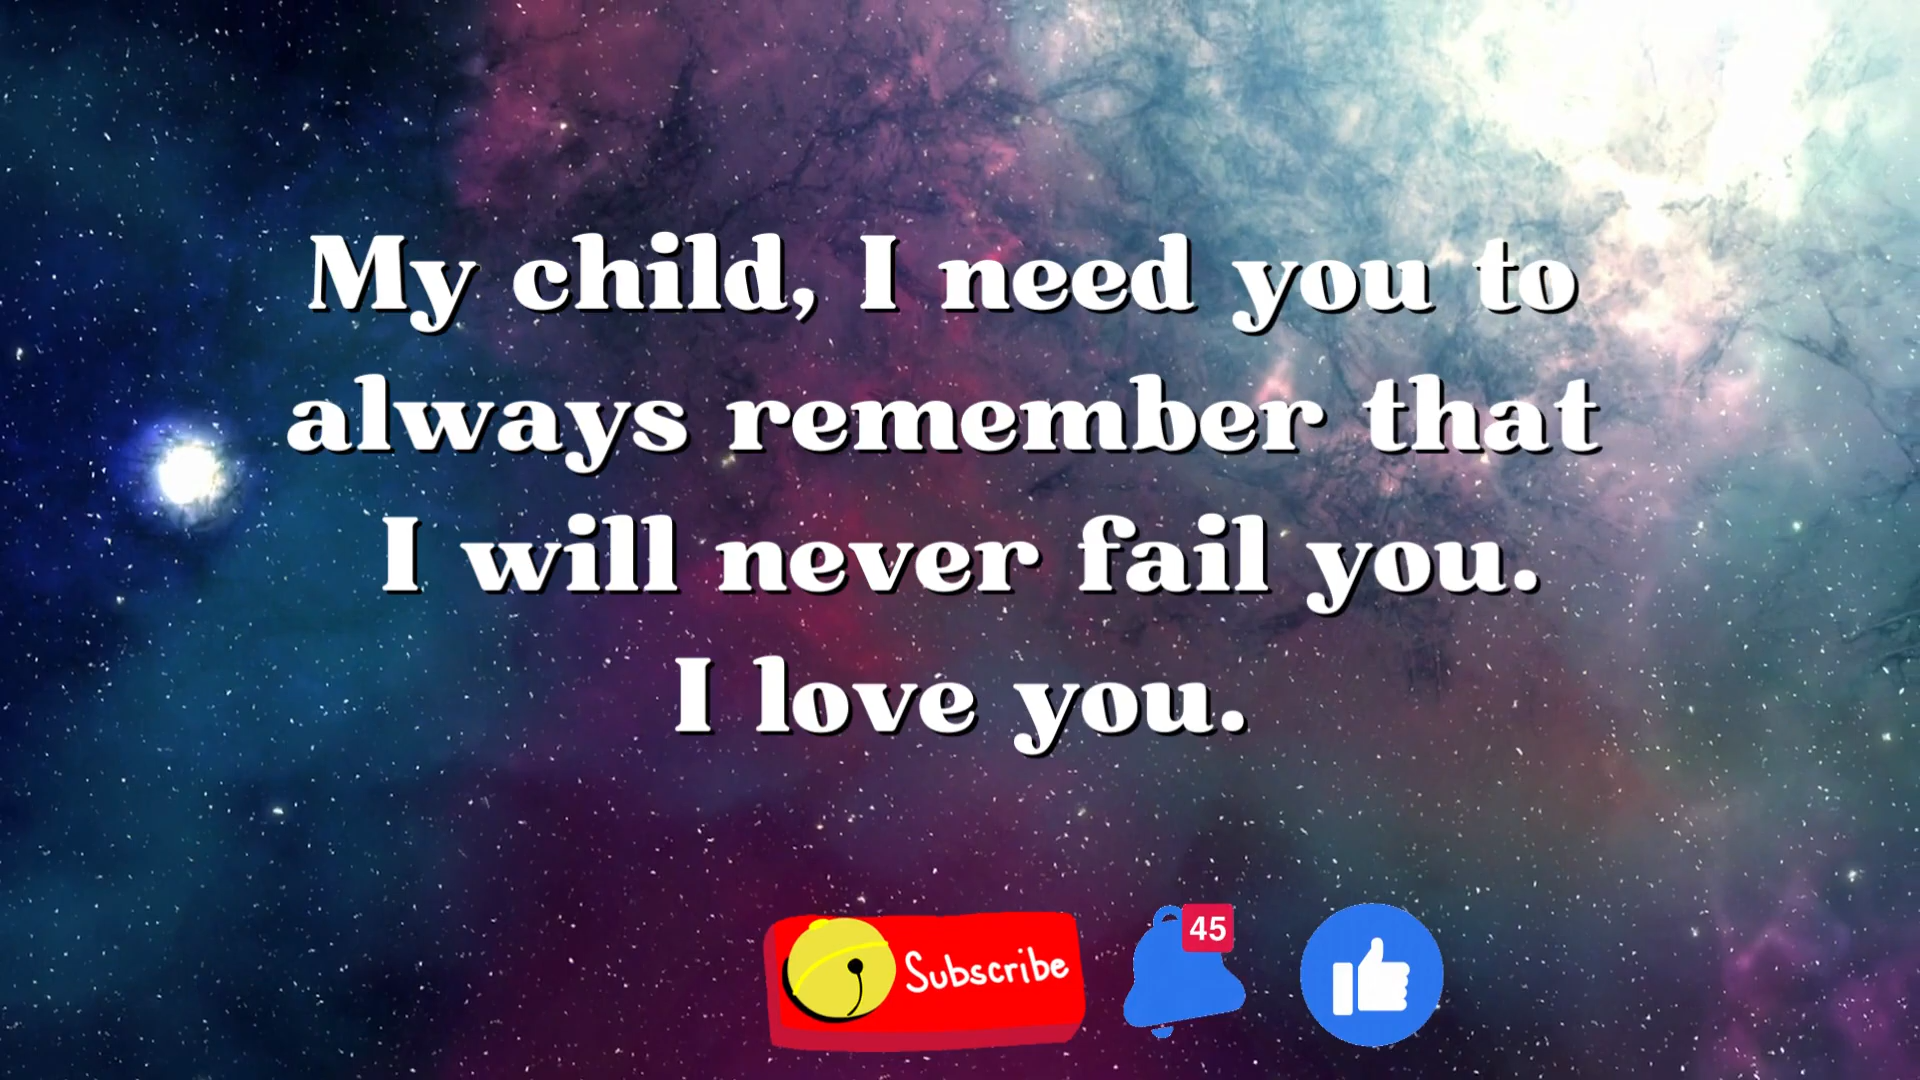 My child, I need you to
always remember that
I will never fail you.
I love you.
Subscribe
45